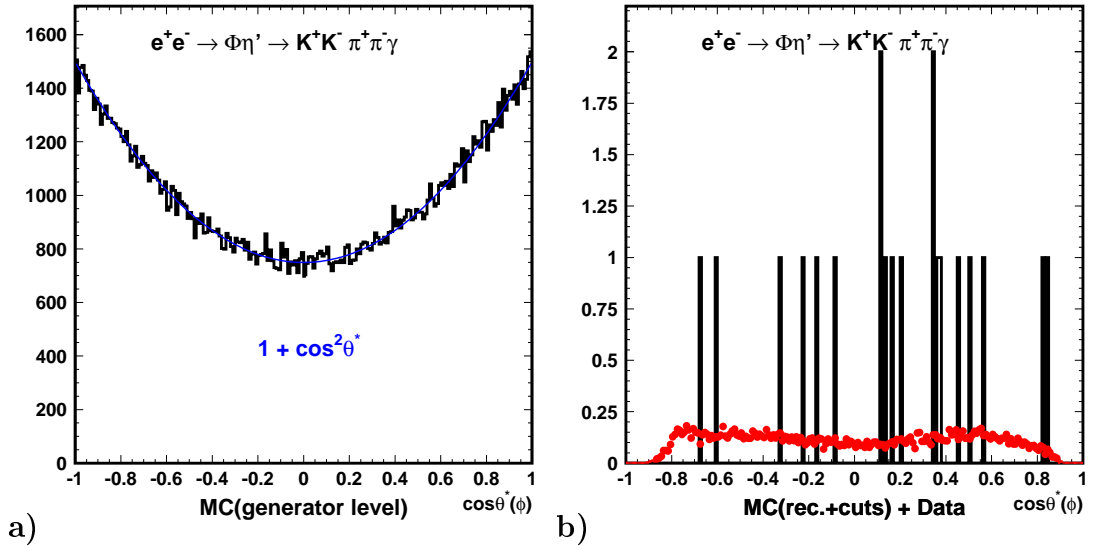 e⁺e⁻ → Φη' → K⁺K⁻ π⁺π⁻γ
1600
1400
1200
1000
800
600
400
200
0
1 + cos²θ*
-1 -0.8 -0.6 -0.4 -0.2 0 0.2 0.4 0.6 0.8 1
MC(generator level) cosθ*(ϕ)
a)
e⁺e⁻ → Φη' → K⁺K⁻ π⁺π⁻γ
2
1.75
1.5
1.25
1
0.75
0.5
0.25
0
-1 -0.8 -0.6 -0.4 -0.2 0 0.2 0.4 0.6 0.8 1
MC(rec.+cuts) + Data cosθ*(ϕ)
b)